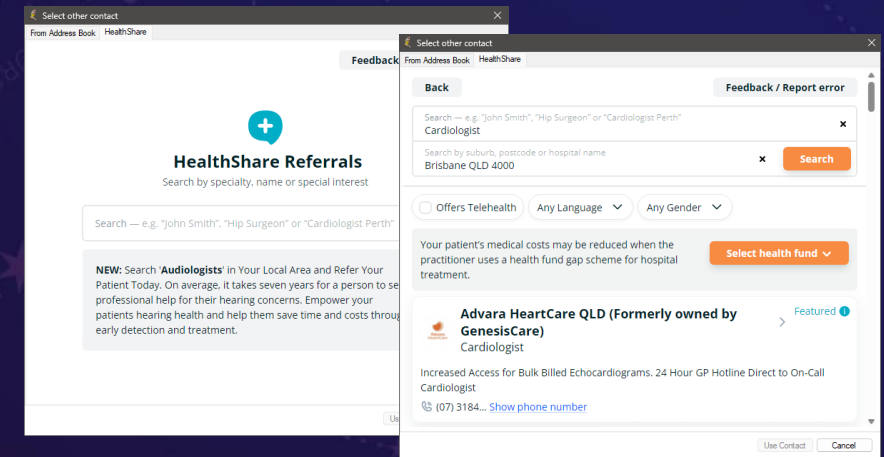 Select other contact
From Address Book HealthShare
Feedback
HealthShare Referrals
Search by specialty, name or special interest
Search — e.g. "John Smith", "Hip Surgeon" or "Cardiologist Perth"
NEW: Search 'Audiologists' in Your Local Area and Refer Your
Patient Today. On average, it takes seven years for a person to
professional help for their hearing concerns. Empower your
patients hearing health and help them save time and costs
early detection and treatment.
Select other contact
From Address Book HealthShare
Back
Feedback / Report error
Search — e.g. "John Smith", "Hip Surgeon" or "Cardiologist Perth"
Cardiologist
Search by suburb, postcode or hospital name
Brisbane QLD 4000
Search
Offers Telehealth
Any Language
Any Gender
Your patient's medical costs may be reduced when the
practitioner uses a health fund gap scheme for hospital
treatment.
Select health fund
Advara HeartCare QLD (Formerly owned by
GenesisCare)
Featured
Cardiologist
Increased Access for Bulk Billed Echocardiograms. 24 Hour GP Hotline Direct to On-Call
Cardiologist
(07) 3184... Show phone number
Use Contact
Cancel